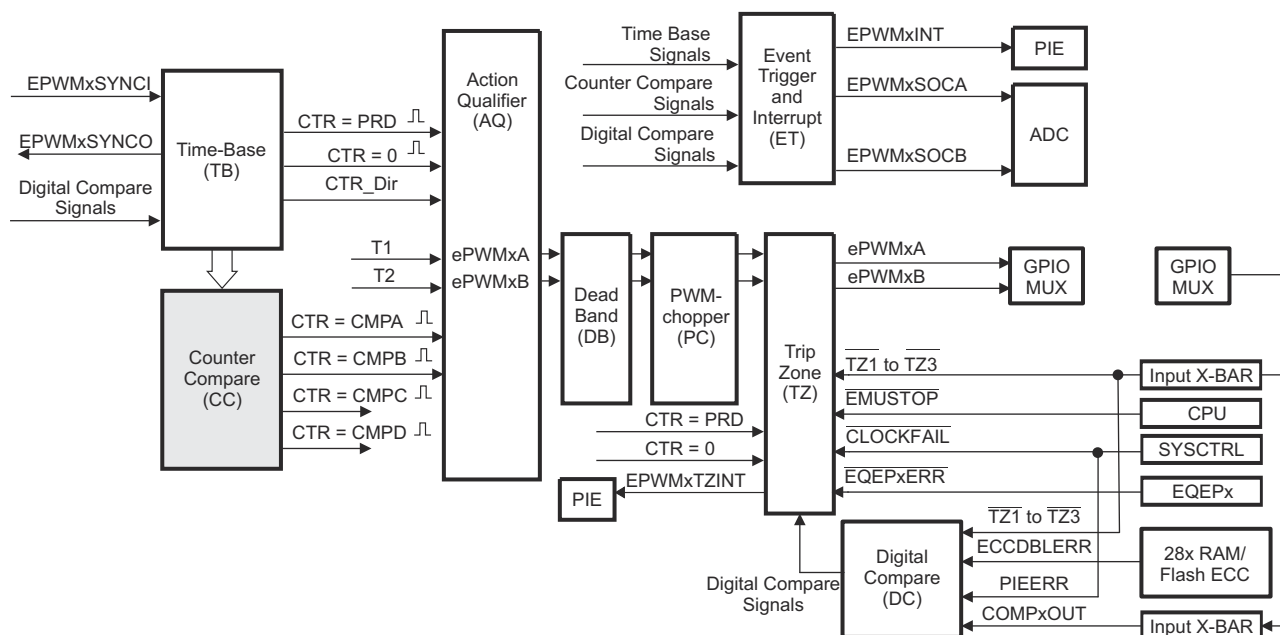 EPWMxSYNCI
EPWMxSYNCO
Digital Compare
Signals
Time-Base
(TB)
CTR = PRD
CTR = 0
CTR_Dir
T1
T2
Counter
Compare
(CC)
CTR = CMPA
CTR = CMPB
CTR = CMPC
CTR = CMPD
Action
Qualifier
(AQ)
ePWMxA
ePWMxB
Dead
Band
(DB)
PWM-
chopper
(PC)
Time Base
Signals
Counter Compare
Signals
Digital Compare
Signals
Event
Trigger
and
Interrupt
(ET)
EPWMxINT
EPWMxSOCA
EPWMxSOCB
PIE
ADC
Trip
Zone
(TZ)
ePWMxA
ePWMxB
GPIO
MUX
GPIO
MUX
CTR = PRD
CTR = 0
EPWMxTZINT
PIE
TZ1 to TZ3
EMUSTOP
CLOCKFAIL
EQEPxERR
Input X-BAR
CPU
SYSCTRL
EQEPx
Digital Compare
Signals
Digital
Compare
(DC)
TZ1 to TZ3
ECCDBLERR
PIEERR
COMPxOUT
28x RAM/
Flash ECC
Input X-BAR